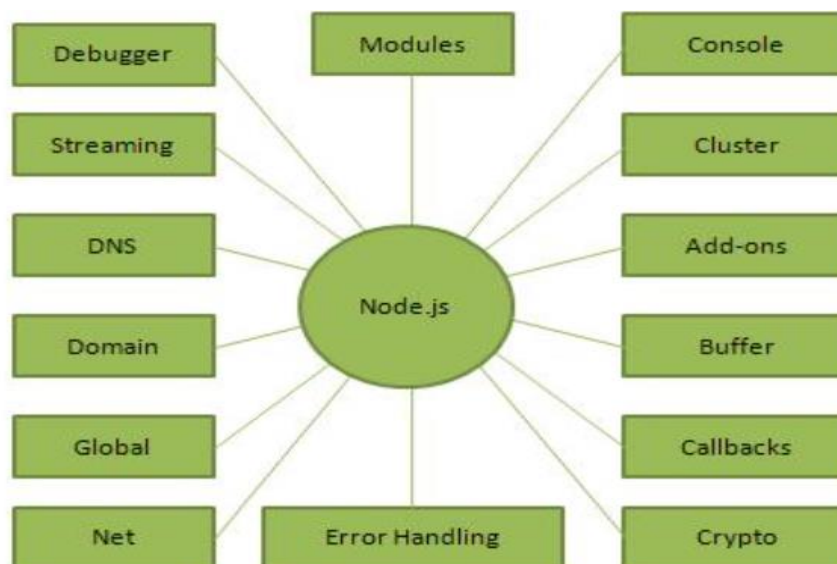 Debugger
Modules
Console
Streaming
Cluster
DNS
Add-ons
Node.js
Domain
Buffer
Global
Callbacks
Net
Error Handling
Crypto